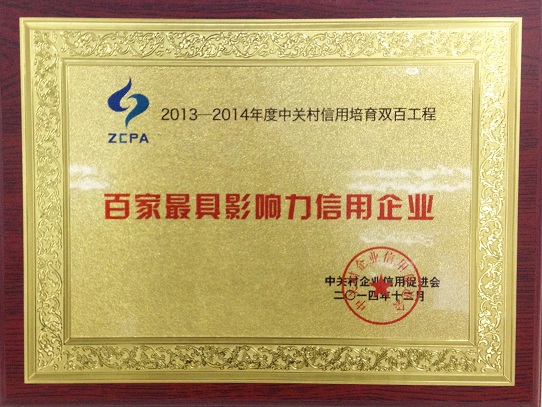 ZCPA
2013—2014年度中关村信用培育双百工程
百家最具影响力信用企业
中关村企业信用促进会
二〇一四年十二月